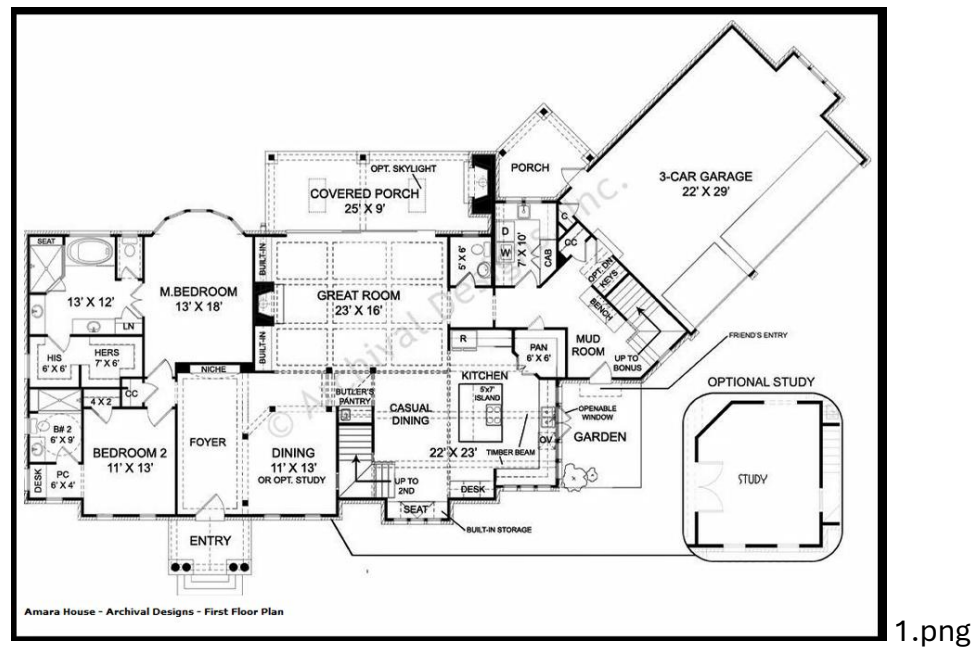 PORCH
3-CAR GARAGE
22' X 29'
OPT. SKYLIGHT
COVERED PORCH
25' X 9'
C
D
W
7' X 10'
CAB
CC
SEAT
BUILT-IN
5' X 6'
OPT. DN
KEYS
BENCH
13' X 12'
M.BEDROOM
13' X 18'
GREAT ROOM
23' X 16'
LN
HIS
6' X 6'
HERS
7' X 6'
BUILT-IN
R
PAN
6' X 6'
MUD
ROOM
UP TO
BONUS
FRIEND'S ENTRY
NICHE
4 X 2
CC
BUTLER'S
PANTRY
KITCHEN
5'x7'
ISLAND
CASUAL
DINING
22' X 23'
TIMBER BEAM
OV
OPENABLE
WINDOW
GARDEN
OPTIONAL STUDY
STUDY
B# 2
6' X 9'
BEDROOM 2
11' X 13'
FOYER
DINING
11' X 13'
OR OPT. STUDY
DESK
PC
6' X 4'
UP TO
2ND
DESK
SEAT
BUILT-IN STORAGE
ENTRY
© Archival Designs, Inc.
Amara House - Archival Designs - First Floor Plan
1.png